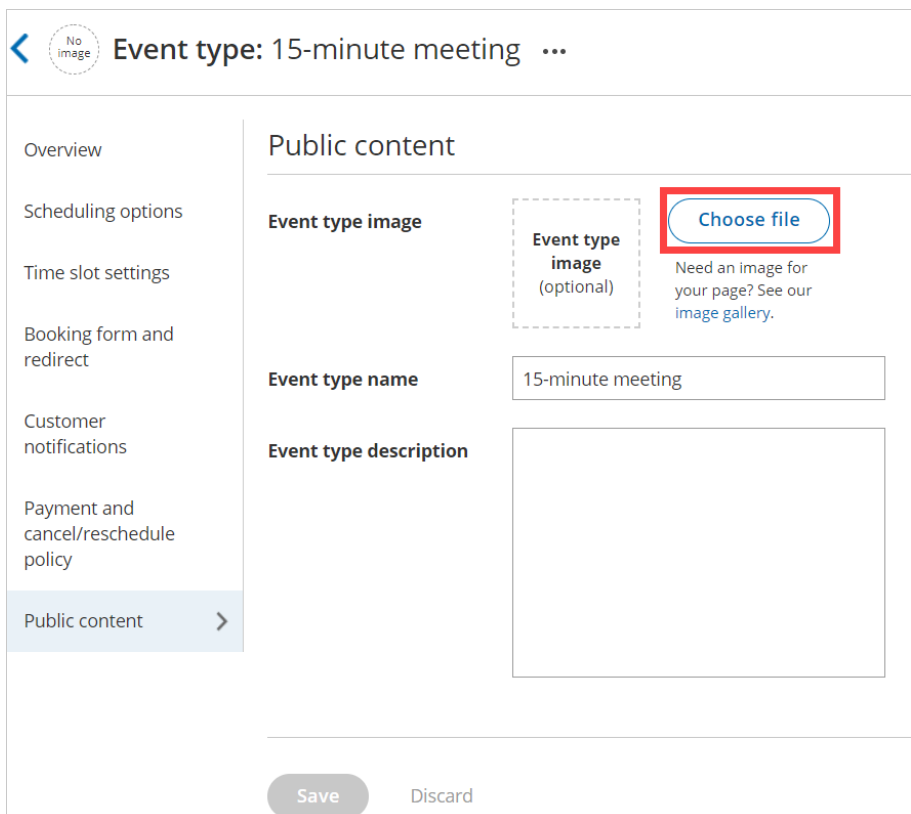 No
image
Event type: 15-minute meeting ...
Overview
Scheduling options
Time slot settings
Booking form and
redirect
Customer
notifications
Payment and
cancel/reschedule
policy
Public content
Public content
Event type image
Event type
image
(optional)
Choose file
Need an image for
your page? See our
image gallery.
Event type name
15-minute meeting
Event type description
Save
Discard